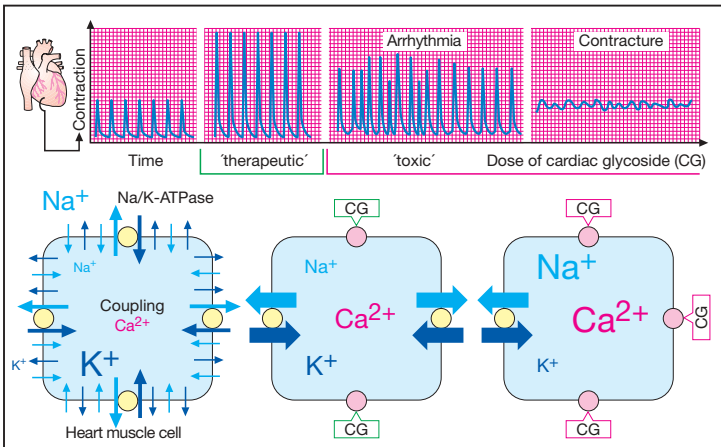 Contraction
Arrhythmia
Contracture
Time
´therapeutic´
´toxic´
Dose of cardiac glycoside (CG)
Na+
Na/K-ATPase
Na+
Coupling
Ca2+
K+
K+
Heart muscle cell
CG
Na+
Ca2+
K+
CG
CG
Na+
Ca2+
CG
K+
CG